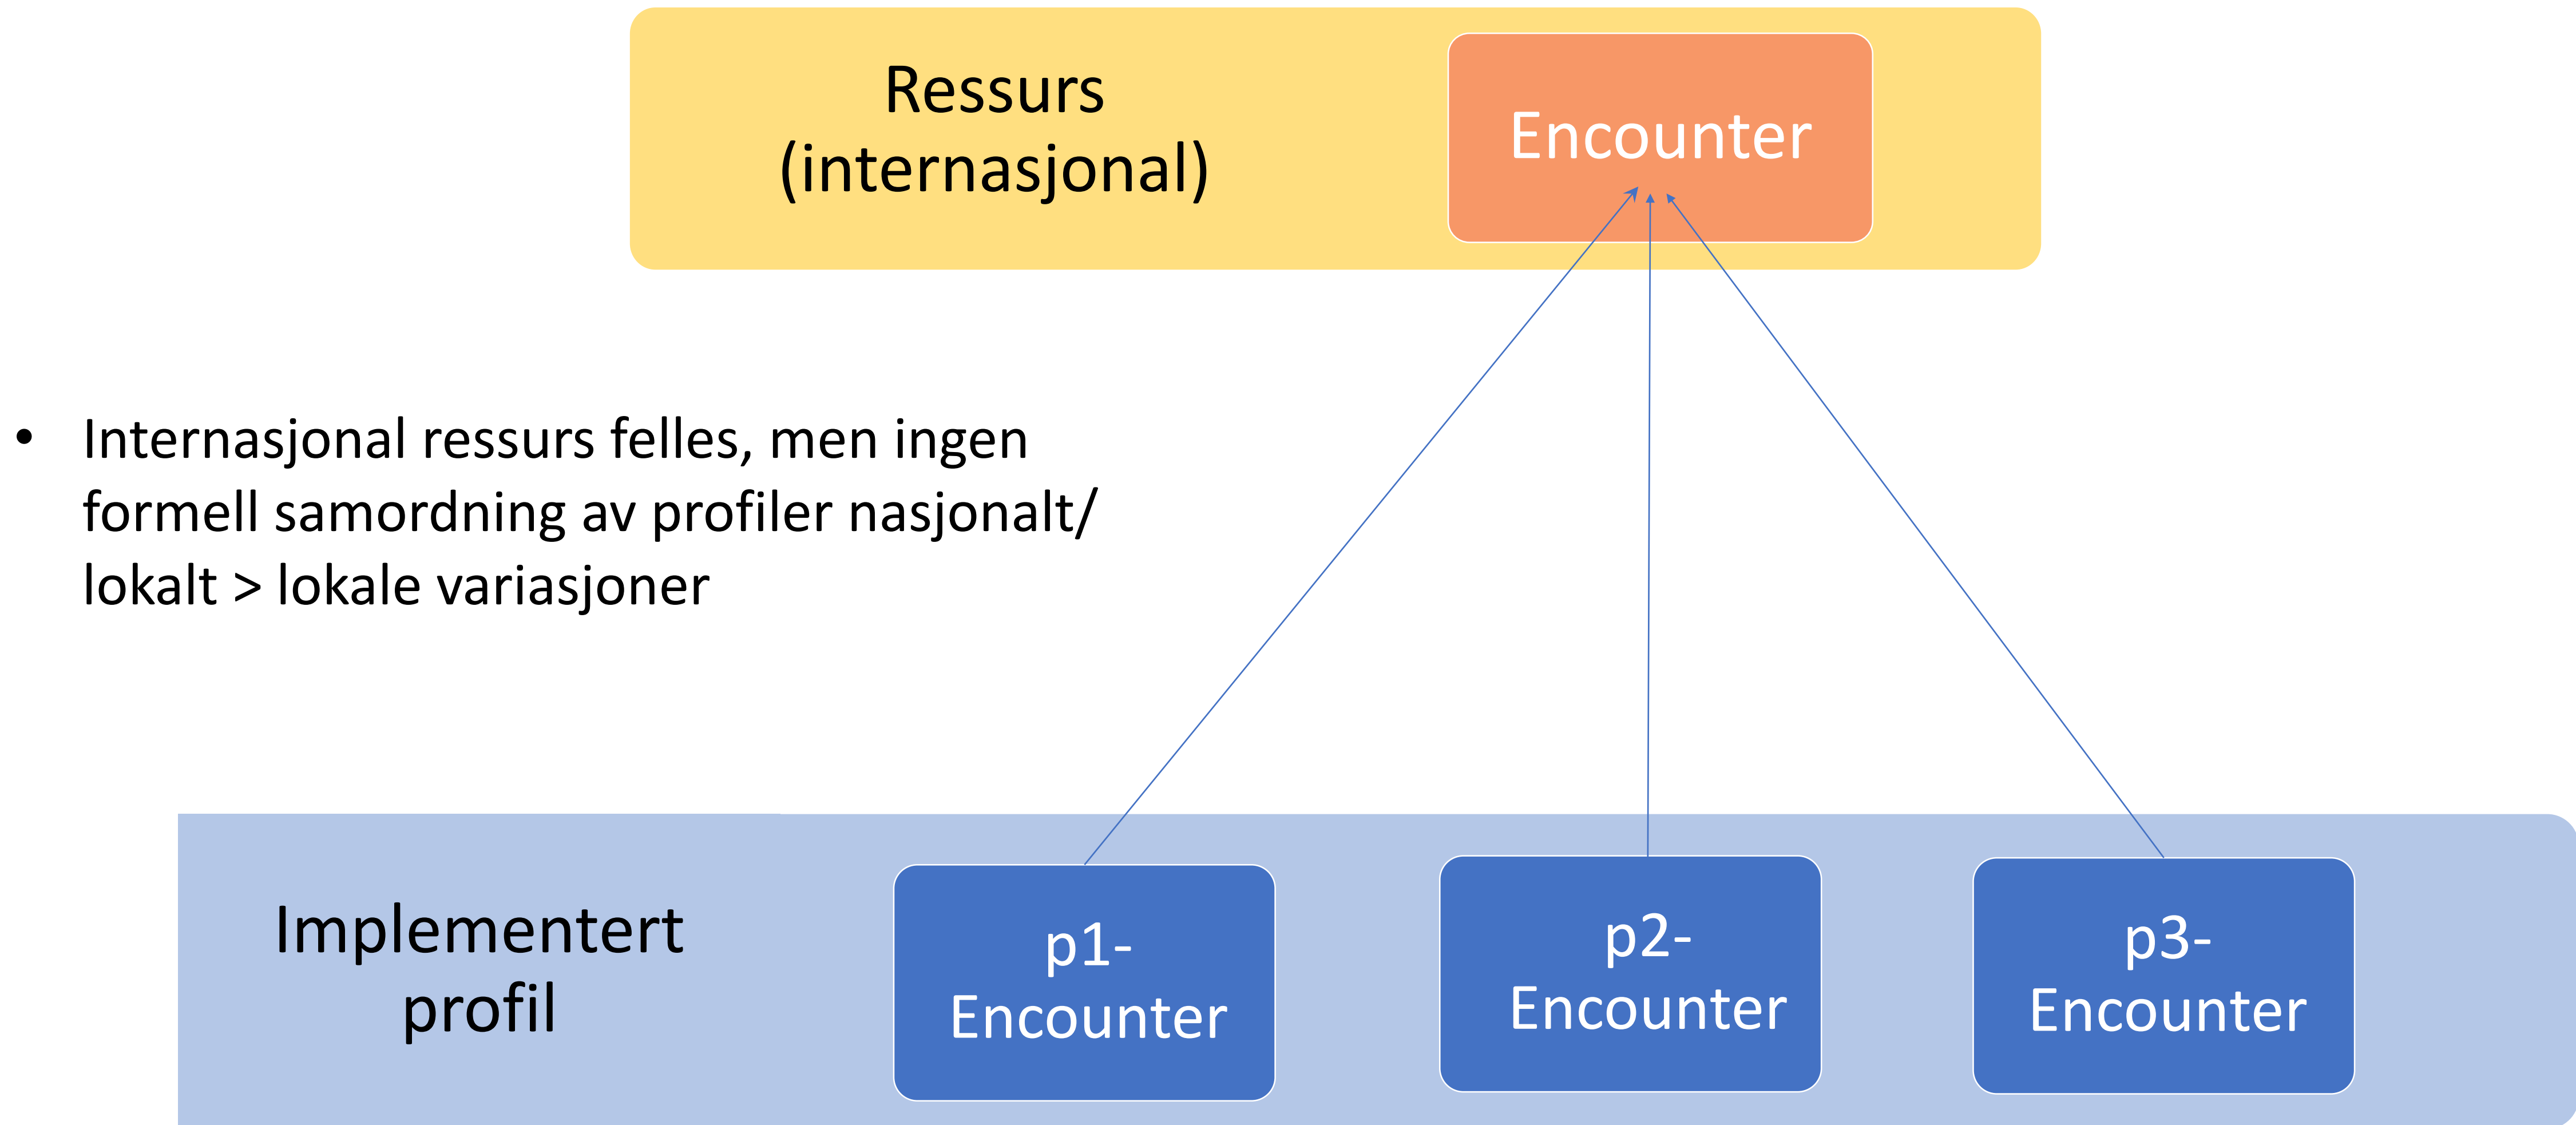 Ressurs
(internasjonal)
Encounter
• Internasjonal ressurs felles, men ingen
formell samordning av profiler nasjonalt/
lokalt > lokale variasjoner
Implementert
profil
p1-
Encounter
p2-
Encounter
p3-
Encounter